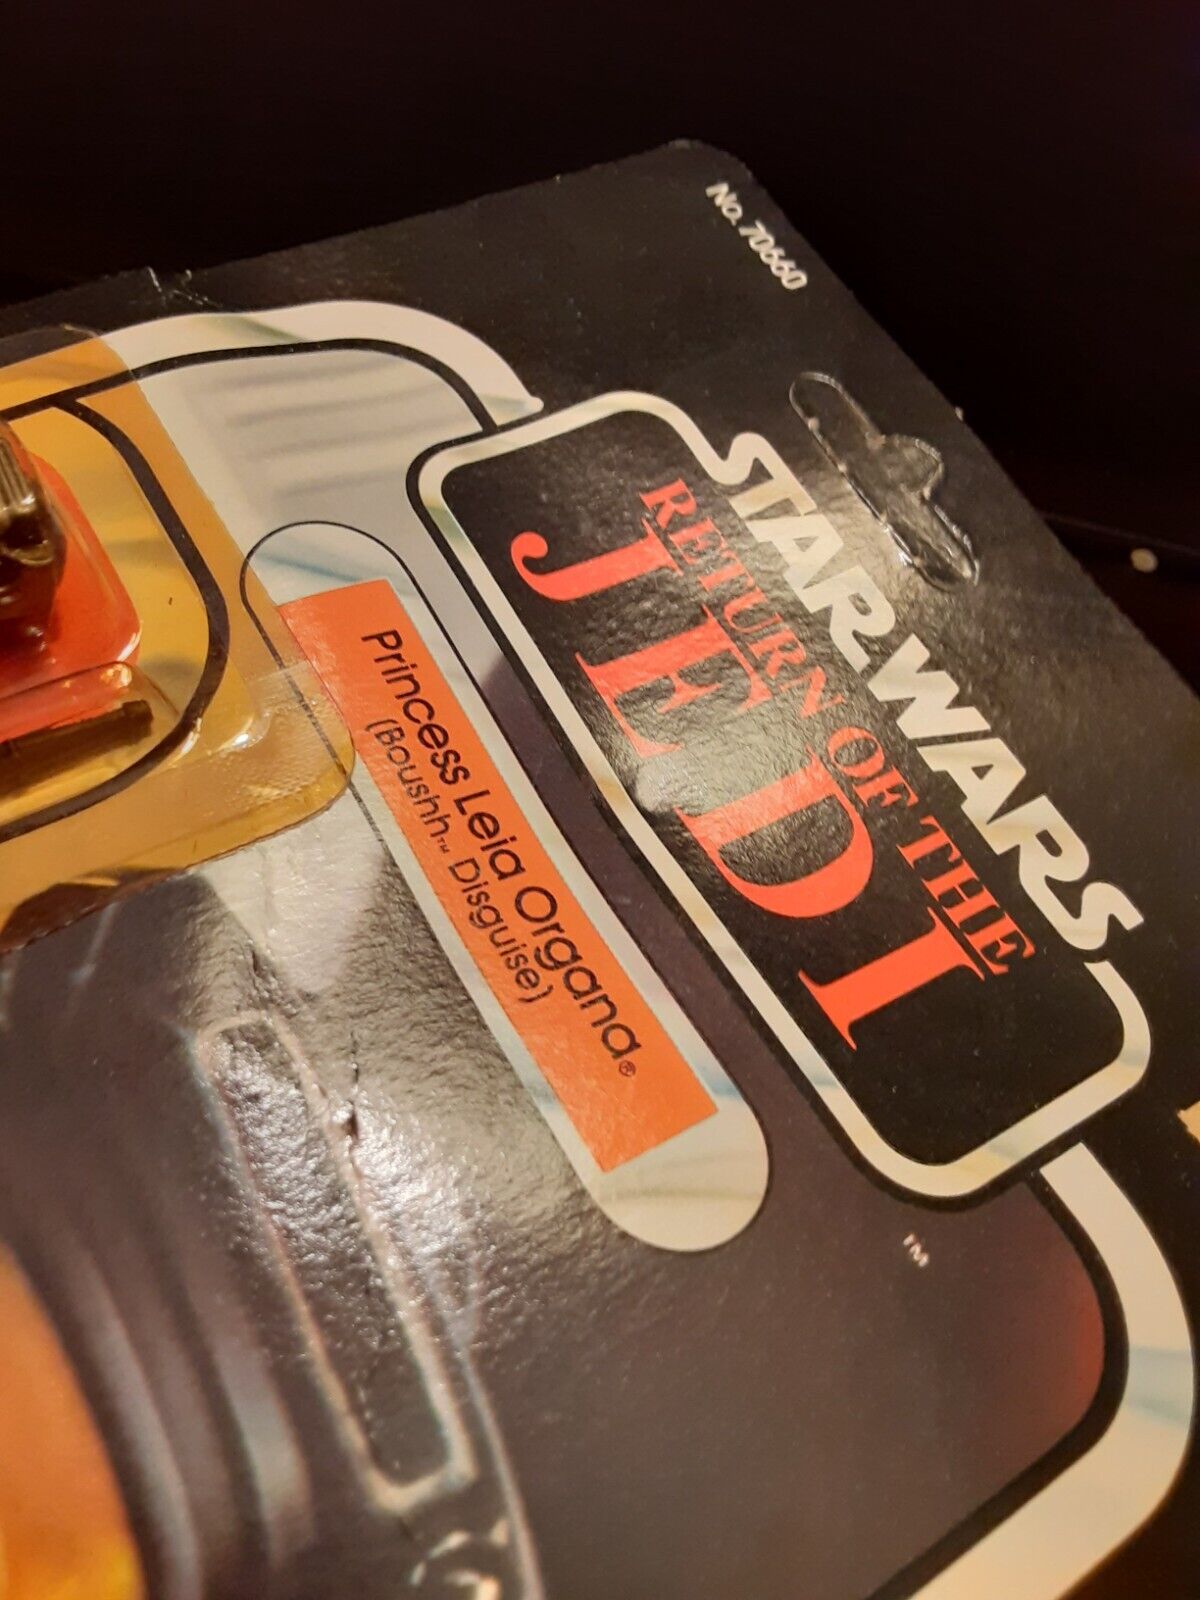 No. 70660
STAR WARS
RETURN OF THE
JEDI
TM
Princess Leia Organa®
(Boushh™ Disguise)